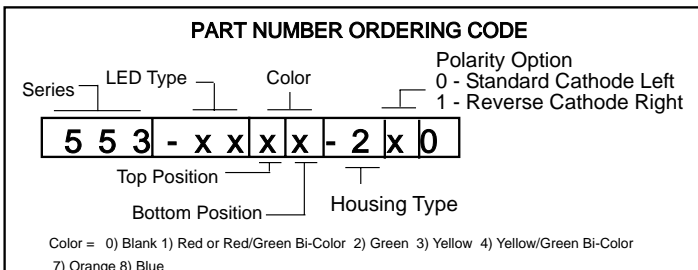 PART NUMBER ORDERING CODE
Polarity Option
0 - Standard Cathode Left
1 - Reverse Cathode Right
Series
LED Type
Color
5 5 3 - x x x x - 2 x 0
Top Position
Bottom Position
Housing Type
Color = 0) Blank 1) Red or Red/Green Bi-Color 2) Green 3) Yellow 4) Yellow/Green Bi-Color
7) Orange 8) Blue